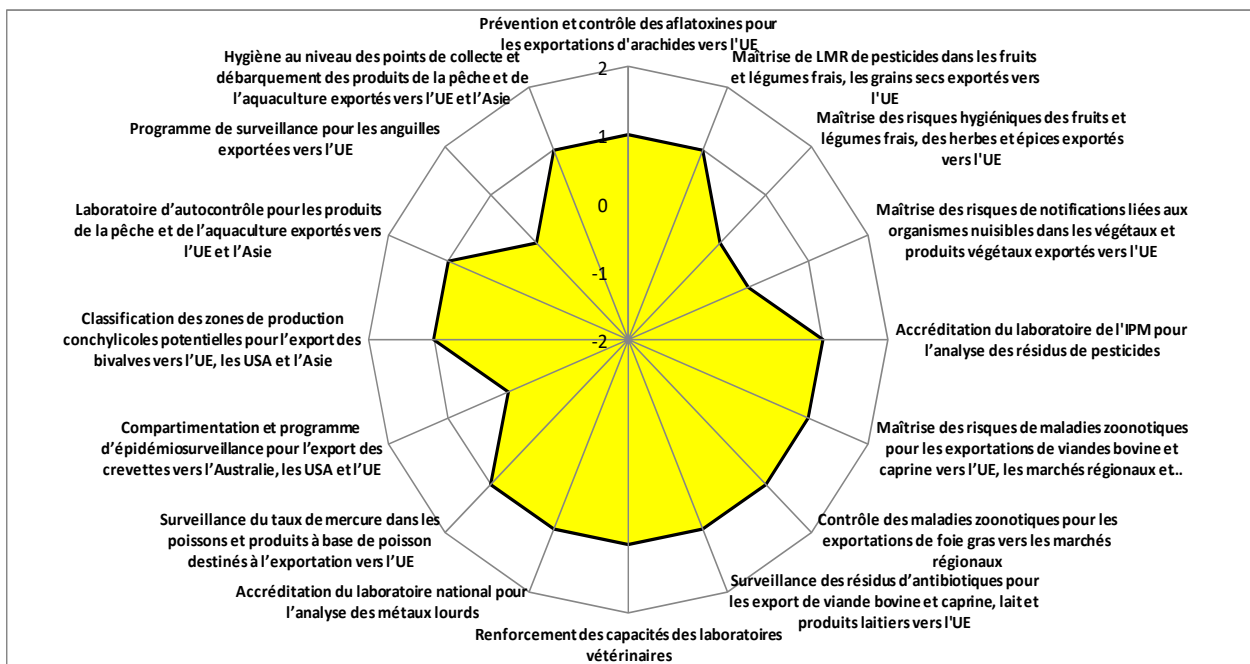 Prévention et contrôle des aflatoxines pour
les exportations d'arachides vers l'UE
Maîtrise de LMR de pesticides dans les fruits
et légumes frais, les grains secs exportés vers
l'UE
Maîtrise des risques hygiéniques des fruits et
légumes frais, des herbes et épices exportés
vers l'UE
Maîtrise des risques de notifications liées aux
organismes nuisibles dans les végétaux et
produits végétaux exportés vers l'UE
Accréditation du laboratoire de l'IPM pour
l'analyse des résidus de pesticides
Maîtrise des risques de maladies zoonotiques
pour les exportations de viandes bovine et
caprine vers l'UE, les marchés régionaux et..
Contrôle des maladies zoonotiques pour les
exportations de foie gras vers les marchés
régionaux
Surveillance des résidus d’antibiotiques pour
les export de viande bovine et caprine, lait et
produits laitiers vers l'UE
Renforcement des capacités des laboratoires
vétérinaires
Accréditation du laboratoire national pour
l’analyse des métaux lourds
Surveillance du taux de mercure dans les
poissons et produits à base de poisson
destinés à l’exportation vers l’UE
Compartimentation et programme
d’épidémiosurveillance pour l’export des
crevettes vers l’Australie, les USA et l’UE
Classification des zones de production
conchylicoles potentielles pour l’export des
bivalves vers l’UE, les USA et l’Asie
Laboratoire d’autocontrôle pour les produits
de la pêche et de l’aquaculture exportés vers
l’UE et l’Asie
Programme de surveillance pour les anguilles
exportées vers l’UE
Hygiène au niveau des points de collecte et
débarquement des produits de la pêche et de
l’aquaculture exportés vers l’UE et l’Asie
2
1
0
-1
-2